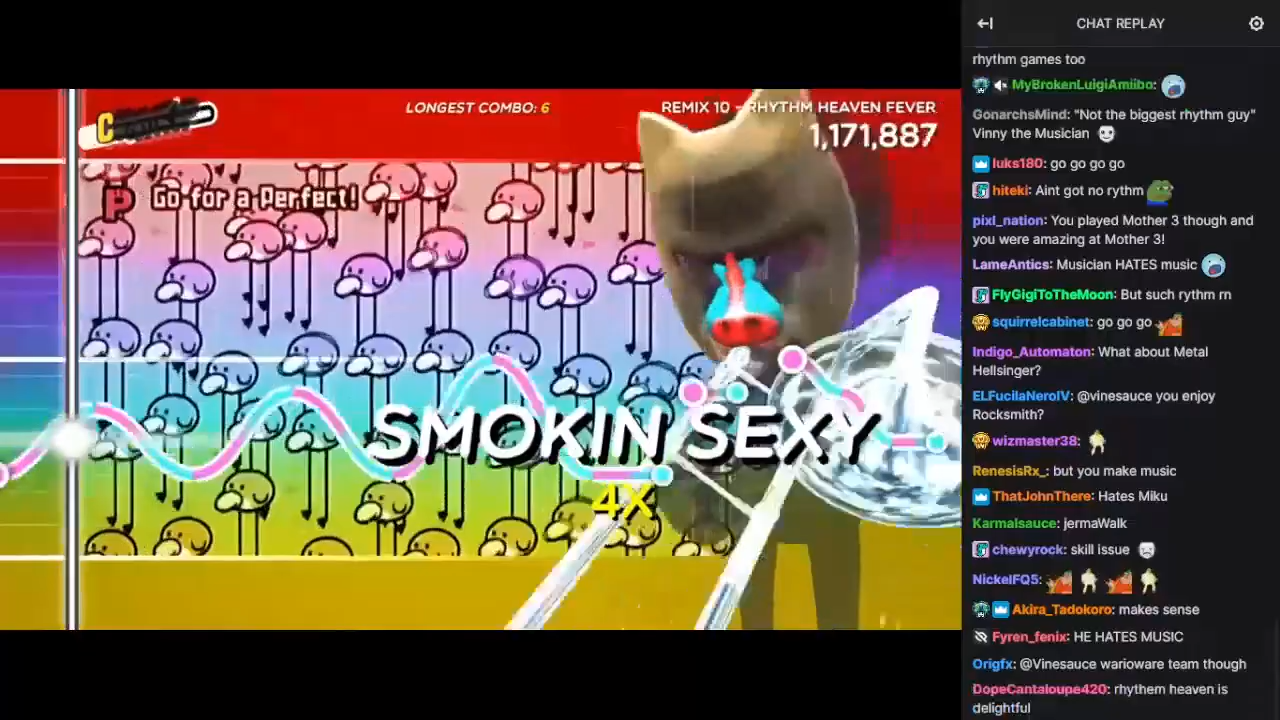 C
LONGEST COMBO: 6
REMIX 10 - RHYTHM HEAVEN FEVER
1,171,887
P Go for a Perfect!
SMOKIN SEXY
4X
CHAT REPLAY
rhythm games too
MyBrokenLuigiAmiibo:
GonarchsMind: "Not the biggest rhythm guy"
Vinny the Musician
luks180: go go go go
hiteki: Aint got no rythm
pixl_nation: You played Mother 3 though and
you were amazing at Mother 3!
LameAntics: Musician HATES music
FlyGigiToTheMoon: But such rytm rn
squirrelcabinet: go go go
Indigo_Automaton: What about Metal
Hellsinger?
ELFucilaNeroIV: @vinesauce you enjoy
Rocksmith?
wizmaster38:
RenesisRx_: but you make music
ThatJohnThere: Hates Miku
Karmalsauce: jermaWalk
chewyrock: skill issue
NickelFQ5:
Akira_Tadokoro: makes sense
Fyren_fenix: HE HATES MUSIC
Origfx: @Vinesauce warioware team though
DopeCantaloupe420: rhythem heaven is
delightful